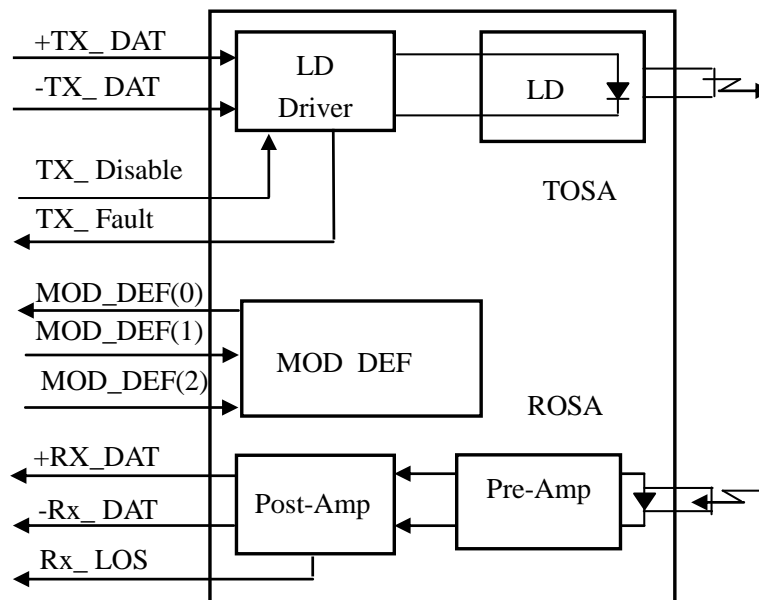 +TX_ DAT
-TX_ DAT
LD
Driver
LD
TX_ Disable
TX_ Fault
TOSA
MOD_DEF(0)
MOD_DEF(1)
MOD_DEF(2)
MOD DEF
ROSA
+RX_DAT
-Rx_ DAT
Rx_ LOS
Post-Amp
Pre-Amp